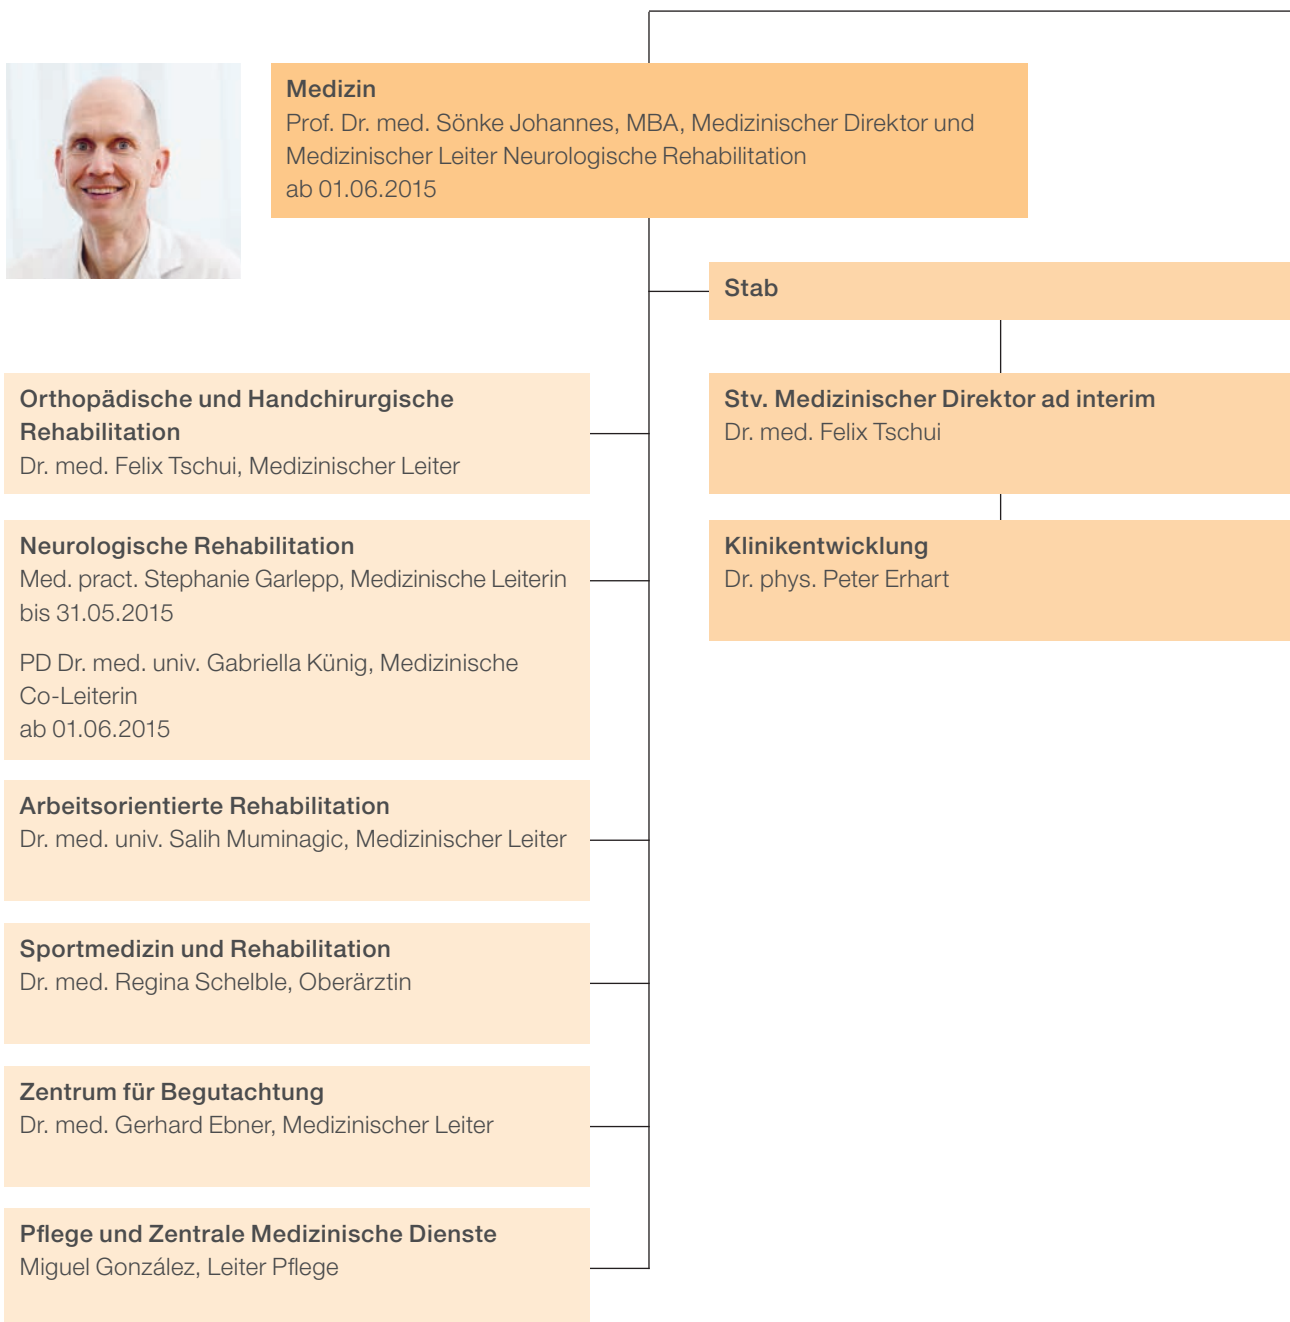 Medizin
Prof. Dr. med. Sönke Johannes, MBA, Medizinischer Direktor und
Medizinischer Leiter Neurologische Rehabilitation
ab 01.06.2015
Stab
Orthopädische und Handchirurgische
Rehabilitation
Dr. med. Felix Tschui, Medizinischer Leiter
Stv. Medizinischer Direktor ad interim
Dr. med. Felix Tschui
Neurologische Rehabilitation
Med. pract. Stephanie Garlepp, Medizinische Leiterin
bis 31.05.2015
PD Dr. med. univ. Gabriella Künig, Medizinische
Co-Leiterin
ab 01.06.2015
Klinikentwicklung
Dr. phys. Peter Erhart
Arbeitsorientierte Rehabilitation
Dr. med. univ. Salih Muminagic, Medizinischer Leiter
Sportmedizin und Rehabilitation
Dr. med. Regina Schelble, Oberärztin
Zentrum für Begutachtung
Dr. med. Gerhard Ebner, Medizinischer Leiter
Pflege und Zentrale Medizinische Dienste
Miguel González, Leiter Pflege